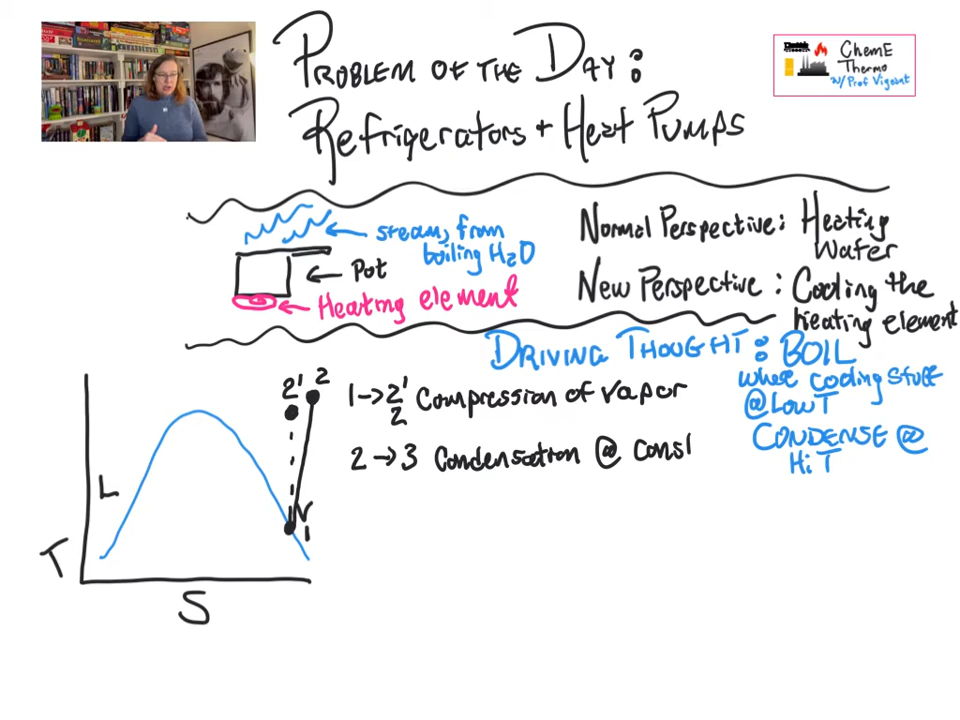 PROBLEM OF THE DAY:
Refrigerators + Heat Pumps
ChemE
Thermo
w/ Prof Vigeant
steam, from
boiling H2O
Pot
Heating element
Normal Perspective: Heating
Water
New Perspective: Cooling the
heating element
DRIVING THOUGHT: BOIL
where cooling stuff
@ Low T
CONDENSE @
Hi T
2' 2
1→2' Compression of vapor
2
2→3 Condensation @ const
L
V
1
T
S